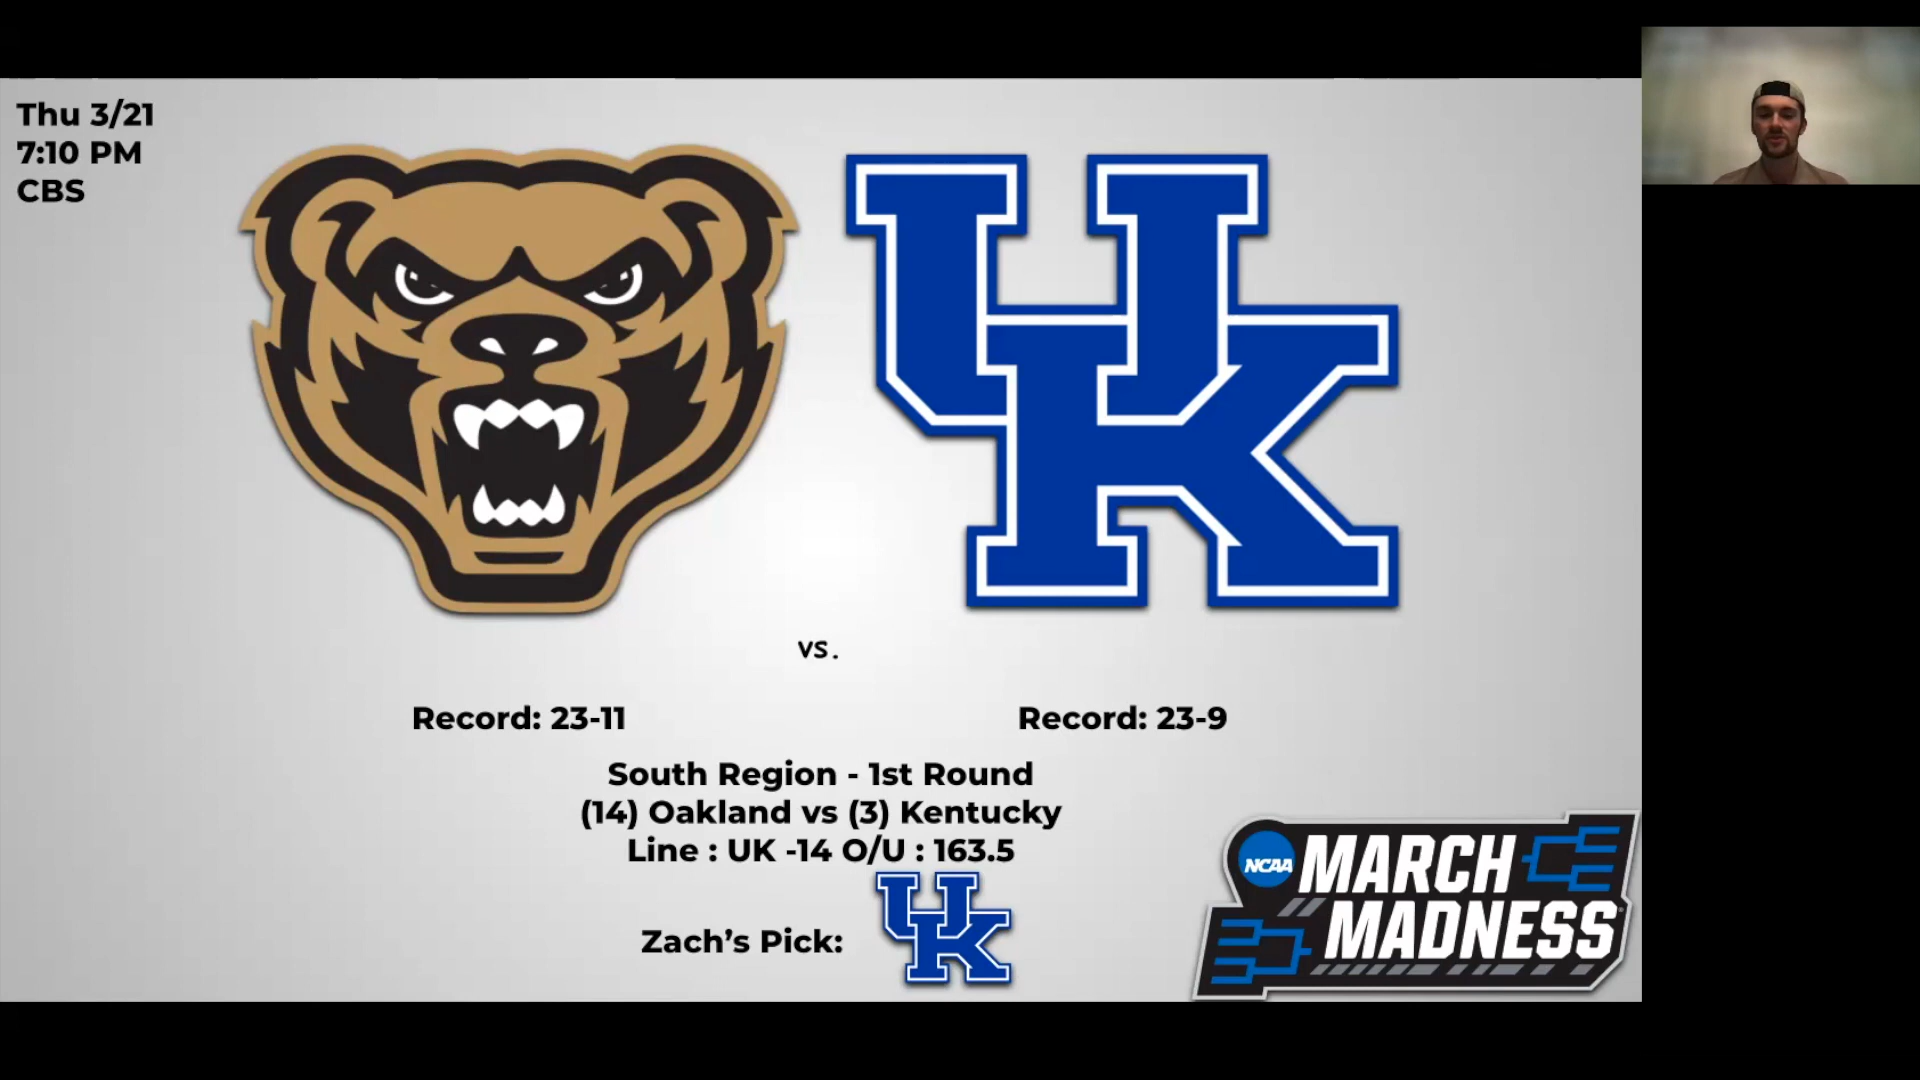 Thu 3/21
7:10 PM
CBS
UK
vs.
Record: 23-11
Record: 23-9
South Region - 1st Round
(14) Oakland vs (3) Kentucky
Line : UK -14 O/U : 163.5
Zach’s Pick:
UK
NCAA
MARCH
MADNESS